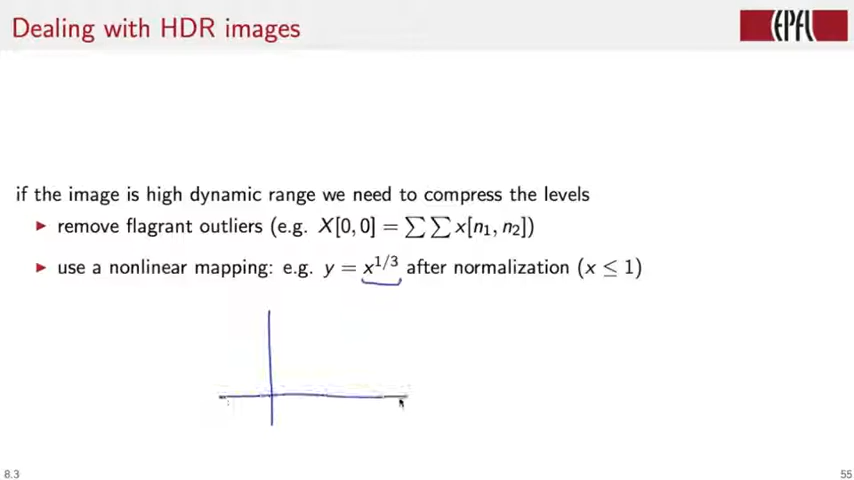 Dealing with HDR images
EPFL
if the image is high dynamic range we need to compress the levels
▶ remove flagrant outliers (e.g. X[0, 0] = ∑∑ x[n₁, n₂])
▶ use a nonlinear mapping: e.g. y = x^{1/3} after normalization (x ≤ 1)
8.3
55